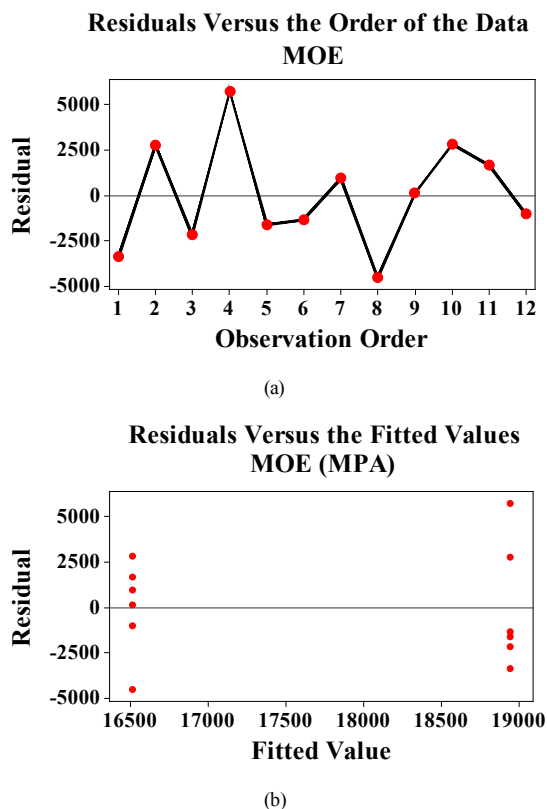 Residuals Versus the Order of the Data
MOE
5000
2500
0
-2500
-5000
Residual
1 2 3 4 5 6 7 8 9 10 11 12
Observation Order
(a)
Residuals Versus the Fitted Values
MOE (MPA)
5000
2500
0
-2500
-5000
Residual
16500 17000 17500 18000 18500 19000
Fitted Value
(b)